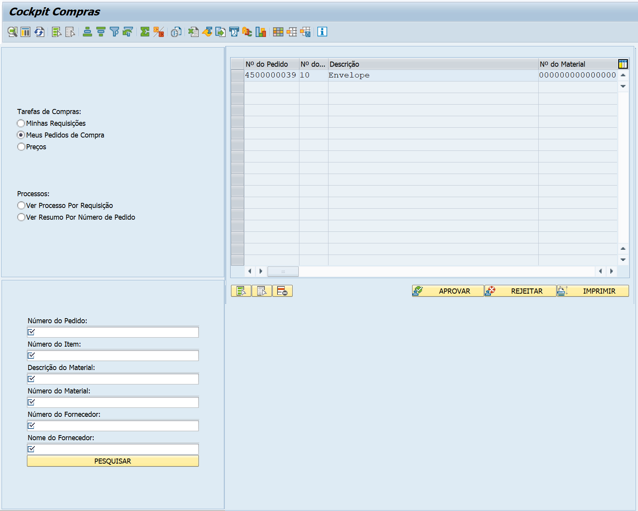 Cockpit Compras
Tarefas de Compras:
Minhas Requisições
Meus Pedidos de Compra
Preços
Processos:
Ver Processo Por Requisição
Ver Resumo Por Número de Pedido
Número do Pedido:
Número do Item:
Descrição do Material:
Número do Material:
Número do Fornecedor:
Nome do Fornecedor:
PESQUISAR
Nº do Pedido Nº do... Descrição Nº do Material
4500000039 10 Envelope 000000000000000
APROVAR REJEITAR IMPRIMIR